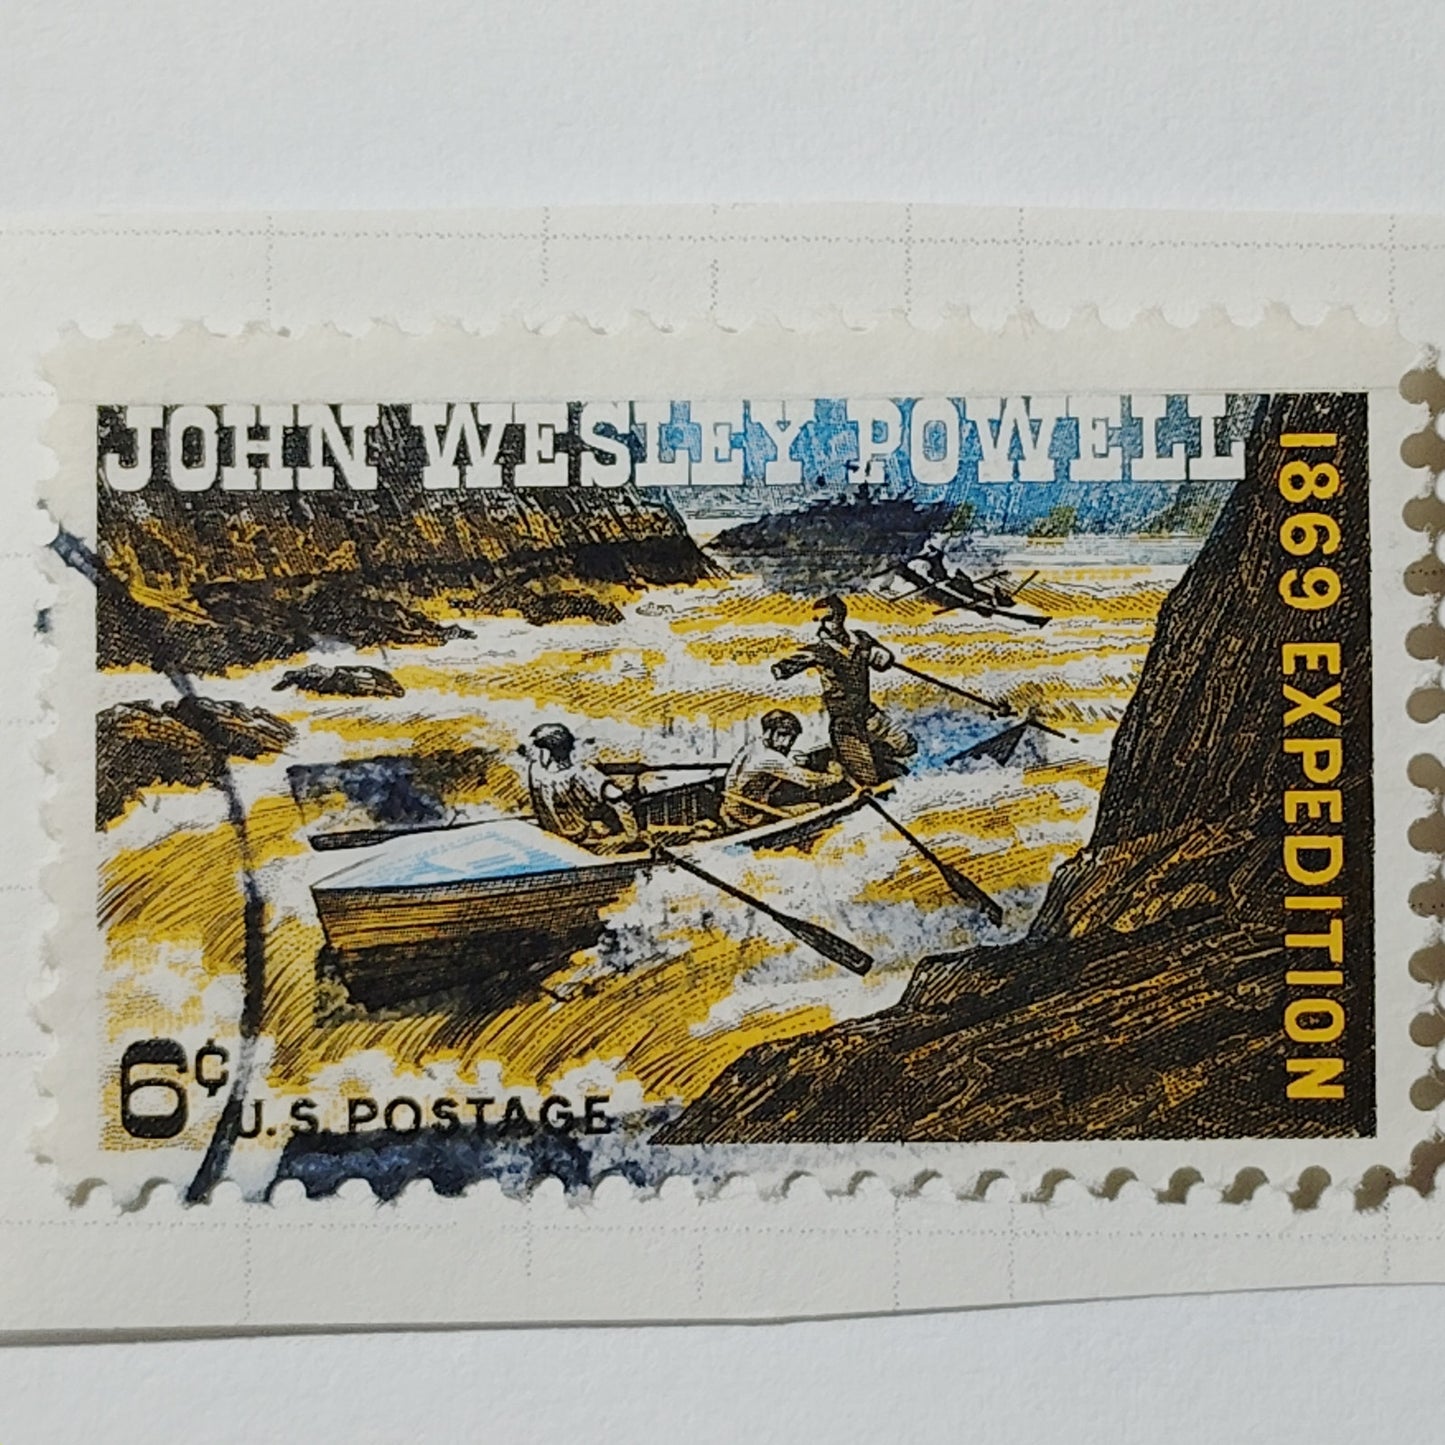 JOHN WESLEY POWELL
1869 EXPEDITION
6¢ U.S. POSTAGE